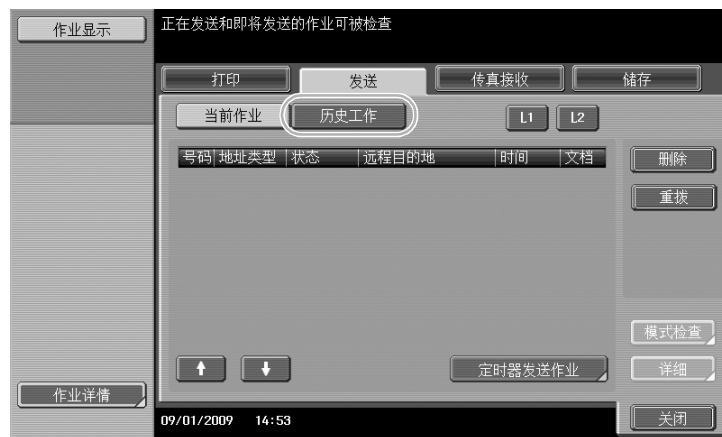 作业显示
正在发送和即将发送的作业可被检查
打印 发送 传真接收 储存
当前作业 历史工作 L1 L2
号码 地址类型 状态 远程目的地 时间 文档
删除
重拨
模式检查
定时器发送作业 详细
作业详情
09/01/2009 14:53
关闭